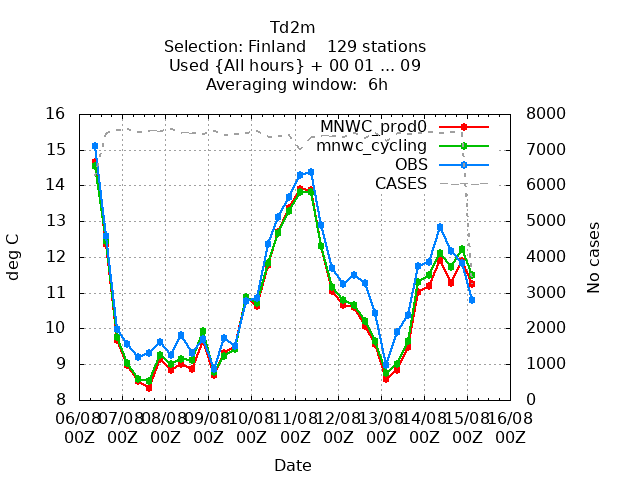 Td2m
Selection: Finland    129 stations
Used {All hours} + 00 01 ... 09
Averaging window:  6h
16
15
14
13
12
11
10
9
8
deg C
8000
7000
6000
5000
4000
3000
2000
1000
0
No cases
MNWC_prod0
mnwc_cycling
OBS
CASES
06/08 07/08 08/08 09/08 10/08 11/08 12/08 13/08 14/08 15/08 16/08
00Z 00Z 00Z 00Z 00Z 00Z 00Z 00Z 00Z 00Z 00Z
Date